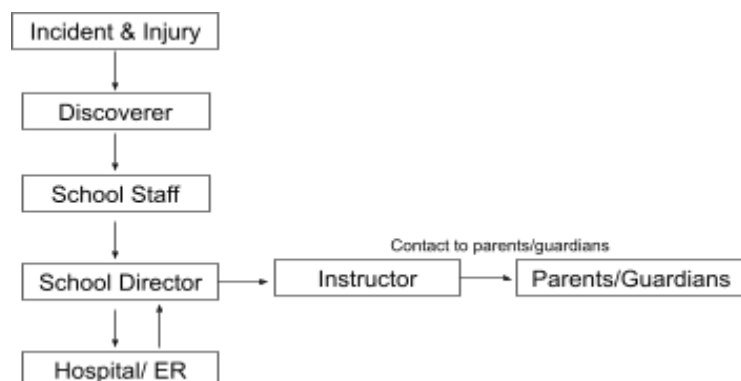 Incident & Injury
Discoverer
School Staff
Contact to parents/guardians
School Director
Instructor
Parents/Guardians
Hospital/ ER